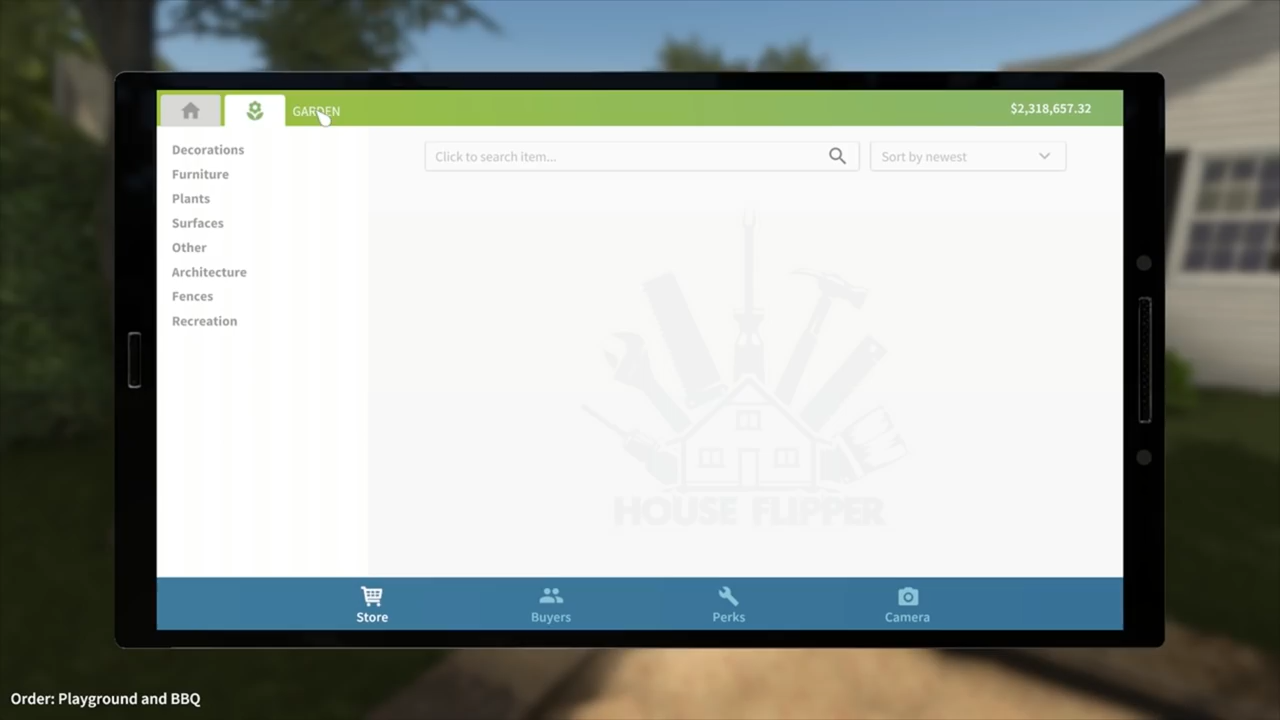 GARDEN
$2,318,657.32
Decorations
Furniture
Plants
Surfaces
Other
Architecture
Fences
Recreation
Click to search item...
Sort by newest
HOUSE FLIPPER
Store
Buyers
Perks
Camera
Order: Playground and BBQ